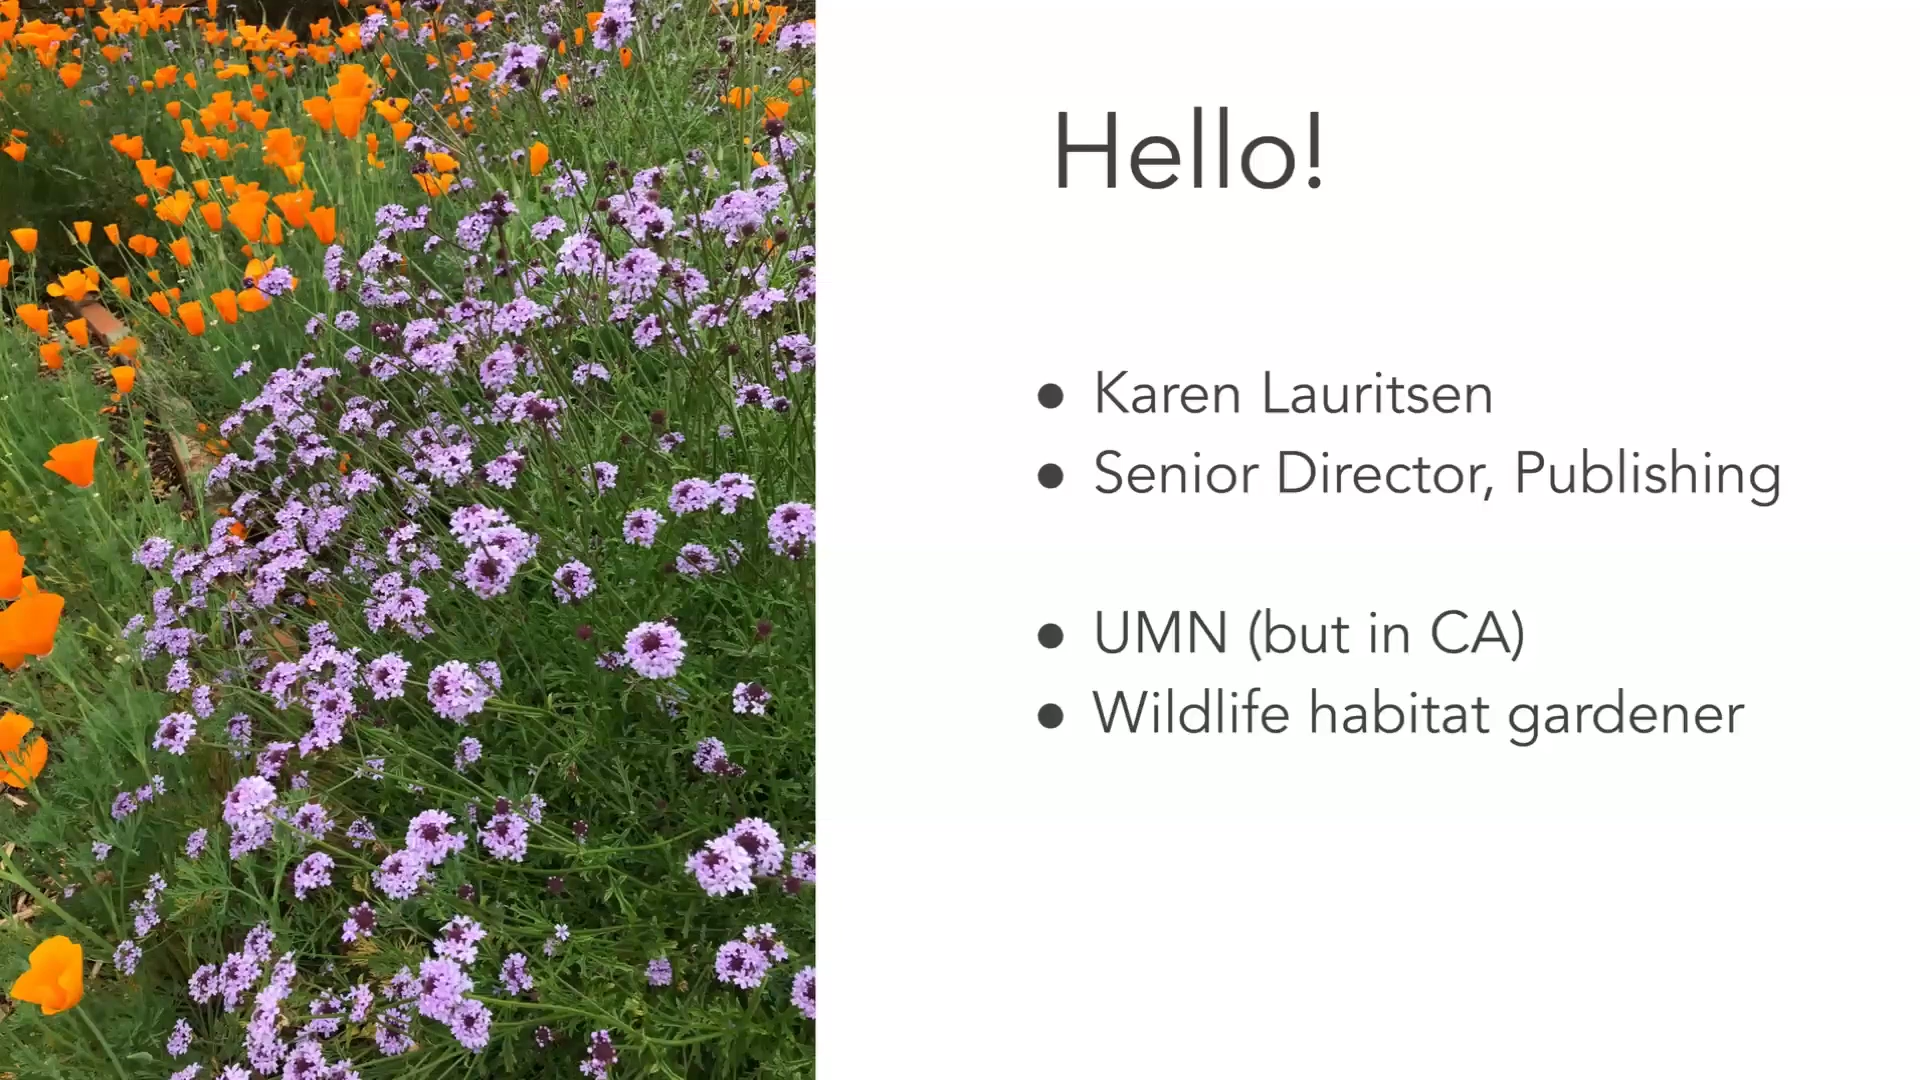 Hello!
● Karen Lauritsen
● Senior Director, Publishing
● UMN (but in CA)
● Wildlife habitat gardener